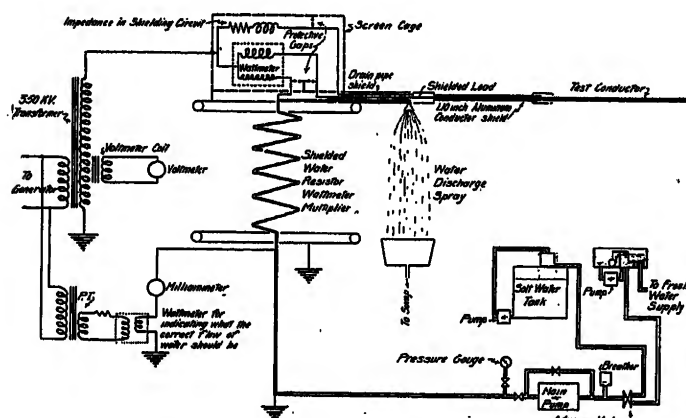 Impedance in Shielding Circuit
Screen Cage
Protective
Gaps
Wattmeter
Drain pipe
shield
Shielded Lead
Test Conductor
1.10 inch Aluminum
Conductor shield
550 KV.
Transformer
Voltmeter Coil
Voltmeter
To
Generator
Shielded
Water
Resistor
Wattmeter
Multiplier
Water
Discharge
Spray
To Sump
Milliammeter
P.T.
Wattmeter for
indicating what the
correct flow of
water should be
Salt Water
Tank
Pump
Pump
To Fresh
Water
Supply
Pressure Gauge
Breather
Main
Pump